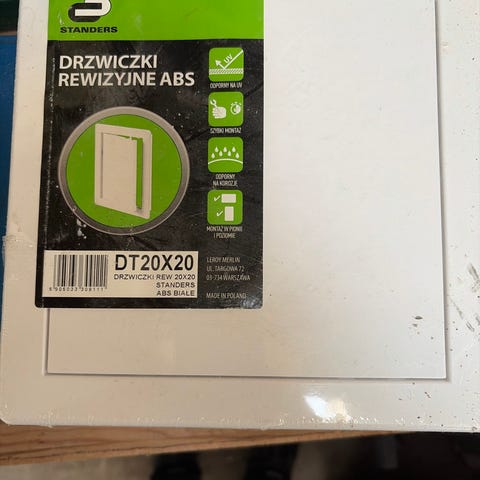 STANDERS
DRZWICZKI
REWIZYJNE ABS
UV
ODPORNY NA UV
SZYBKI MONTAŻ
ODPORNY
NA KOROZJĘ
MONTAŻ W PIONIE
I POZIOMIE
DT20X20
DRZWICZKI REW 20X20
STANDERS
ABS BIAŁE
LEROY MERLIN
UL. TARGOWA 72
03-734 WARSZAWA
MADE IN POLAND